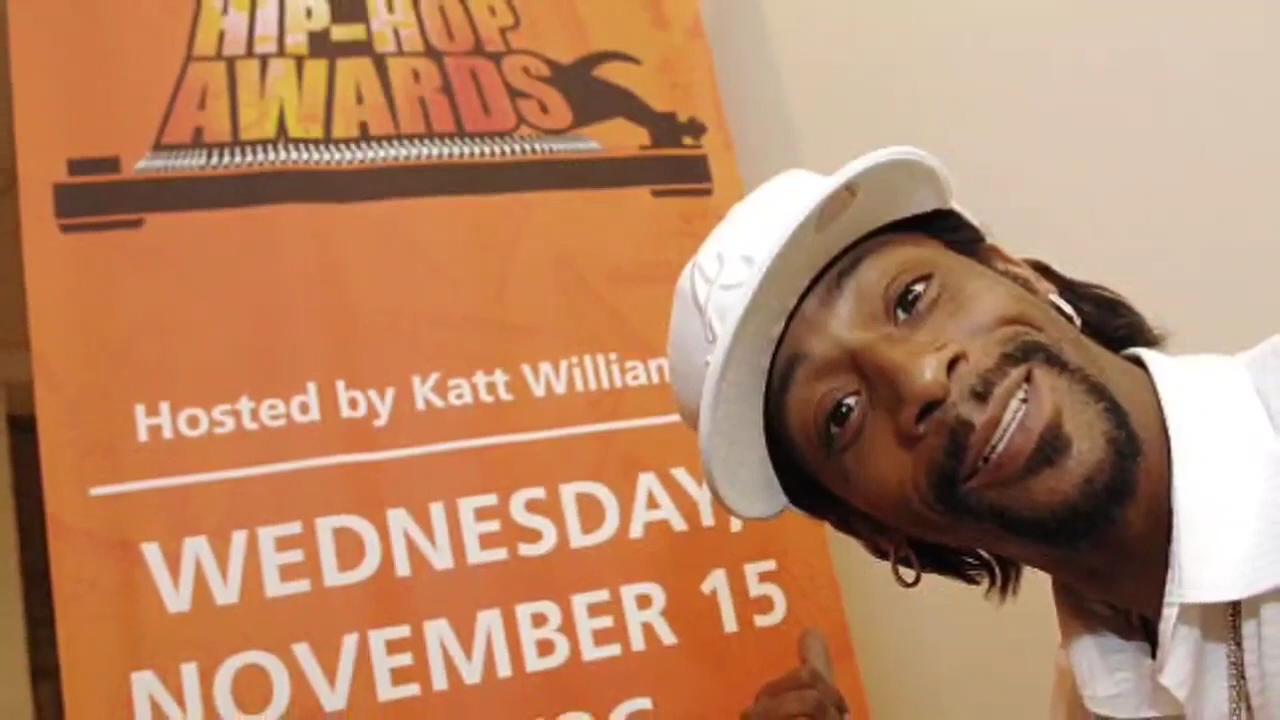 HIP-HOP
AWARDS
Hosted by Katt William
WEDNESDAY,
NOVEMBER 15